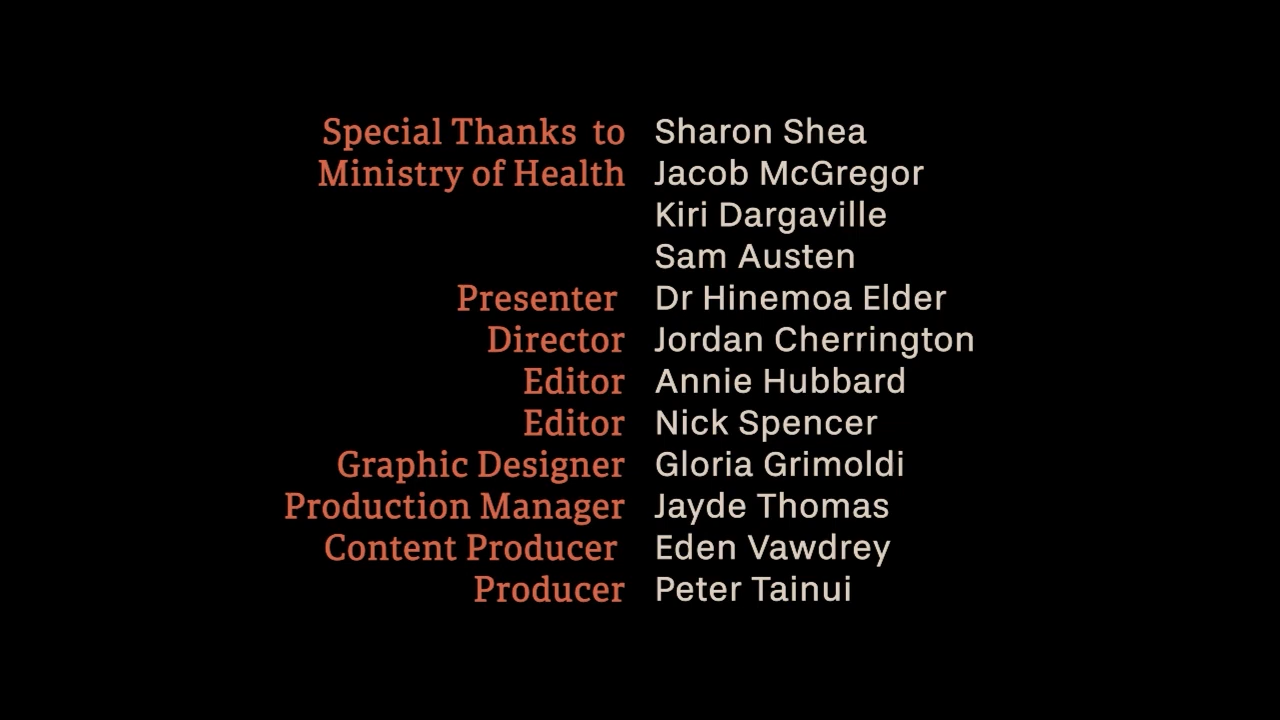 Special Thanks to Sharon Shea
Ministry of Health Jacob McGregor
Kiri Dargaville
Sam Austen
Presenter Dr Hinemoa Elder
Director Jordan Cherrington
Editor Annie Hubbard
Editor Nick Spencer
Graphic Designer Gloria Grimoldi
Production Manager Jayde Thomas
Content Producer Eden Vawdrey
Producer Peter Tainui